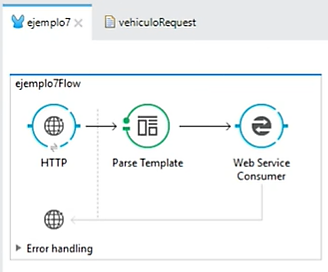 ejemplo7
vehiculoRequest
ejemplo7Flow
HTTP
Parse Template
Web Service
Consumer
Error handling